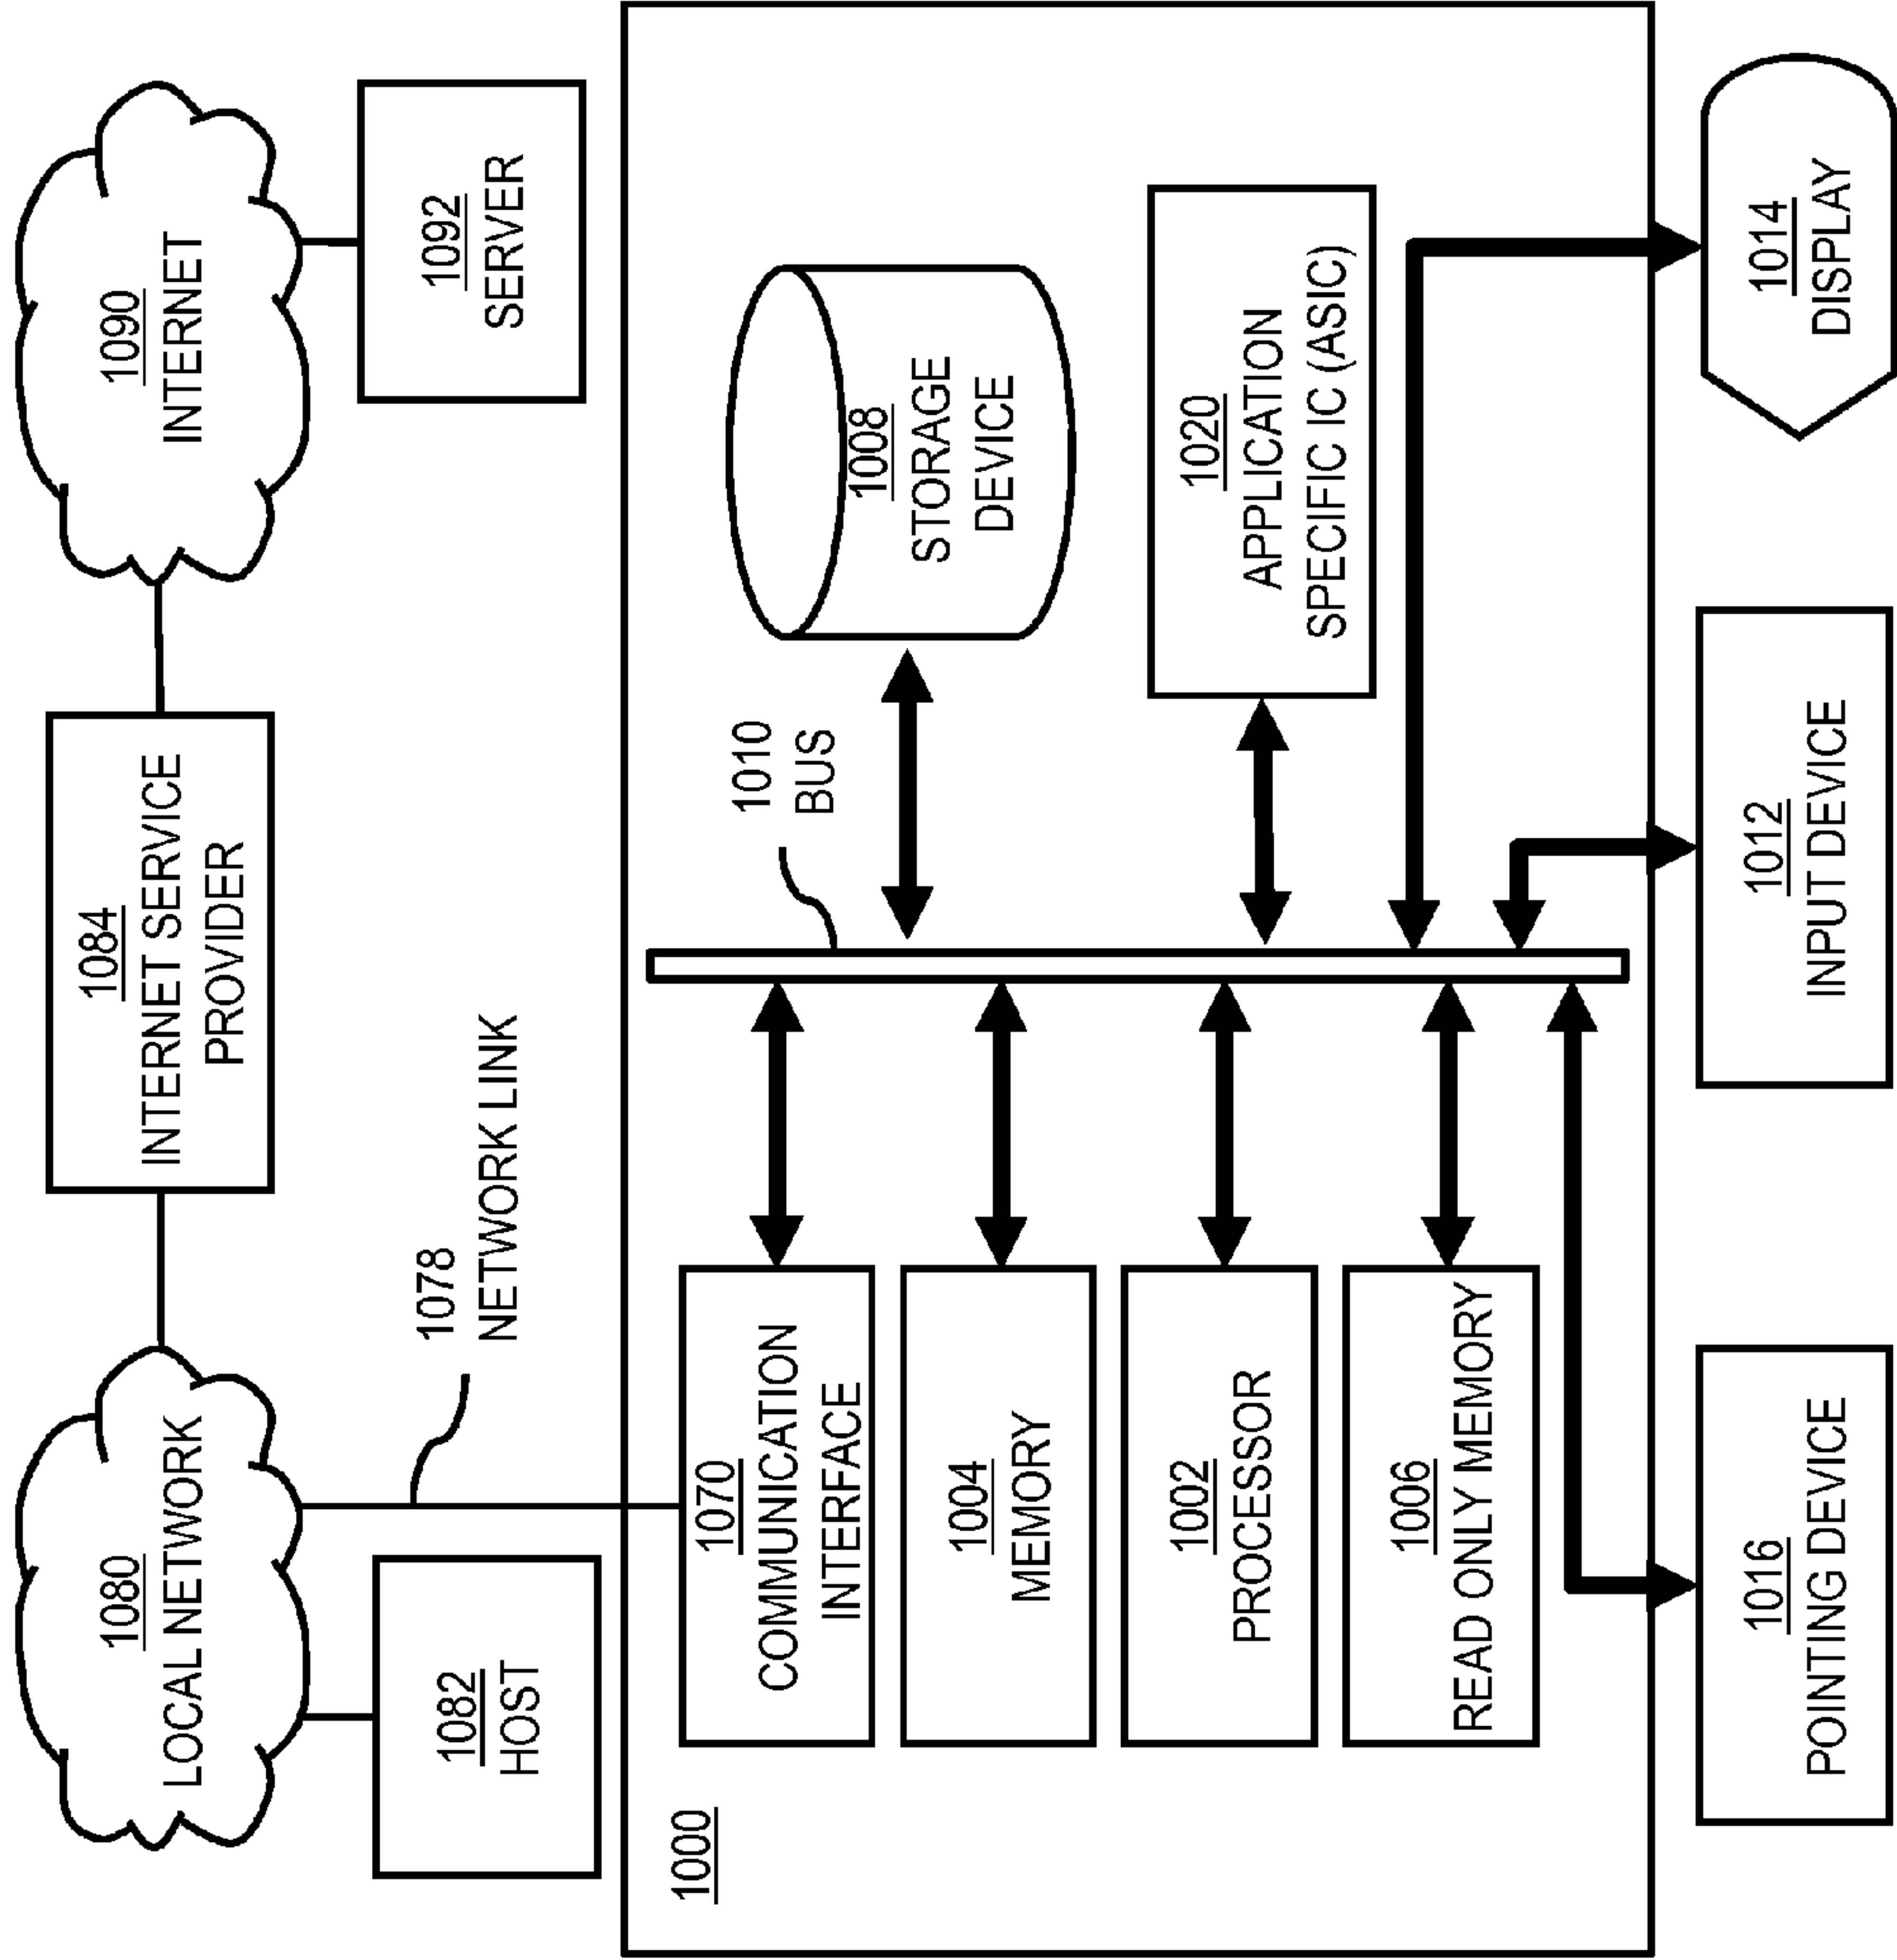 1080
LOCAL NETWORK
1084
INTERNET SERVICE
PROVIDER
1090
INTERNET
1082
HOST
1078
NETWORK LINK
1092
SERVER
1000
1070
COMMUNICATION
INTERFACE
1010
BUS
1008
STORAGE
DEVICE
1004
MEMORY
1002
PROCESSOR
1020
APPLICATION
SPECIFIC IC (ASIC)
1006
READ ONLY MEMORY
1016
POINTING DEVICE
1012
INPUT DEVICE
1014
DISPLAY